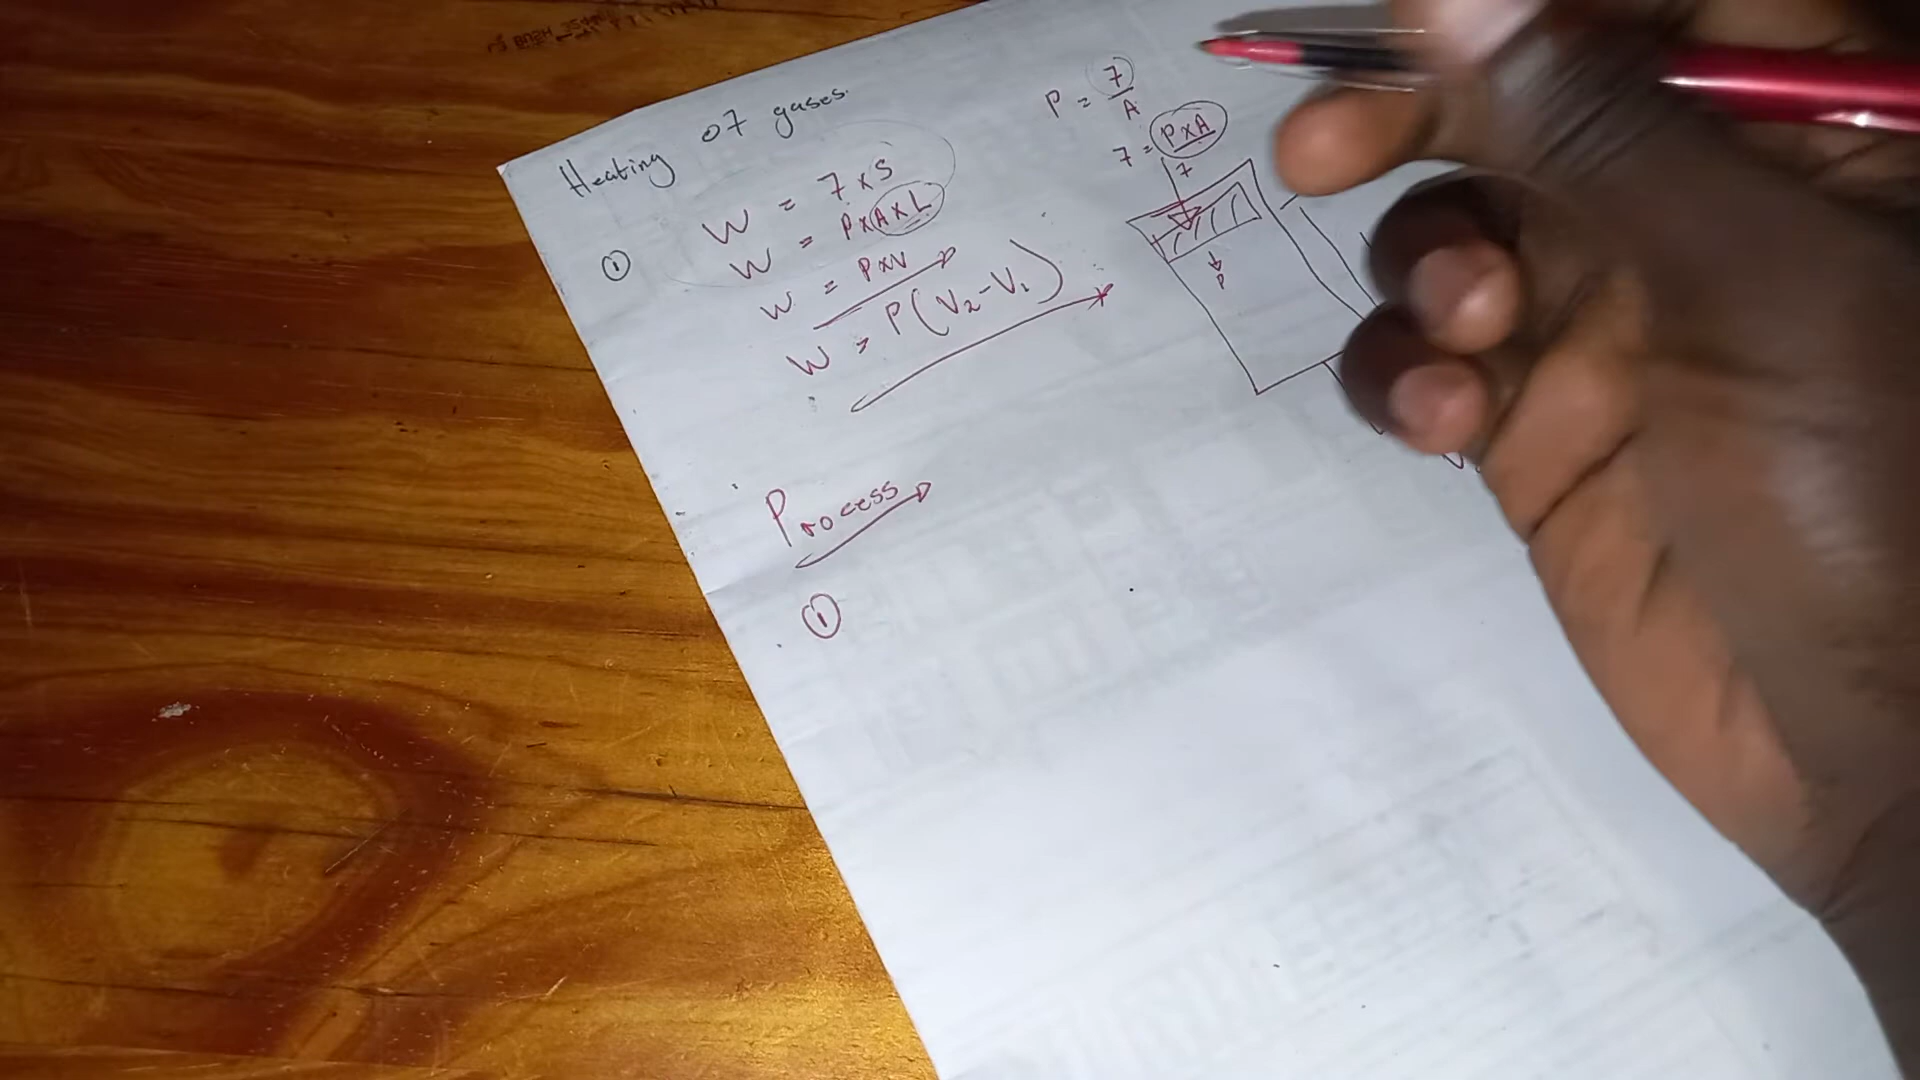 Heating of gases.
① W = F x S
W = P x A x L
W = P x V
W = P(V₂ - V₁)
P = F/A
F = P x A
F
P
Process
①